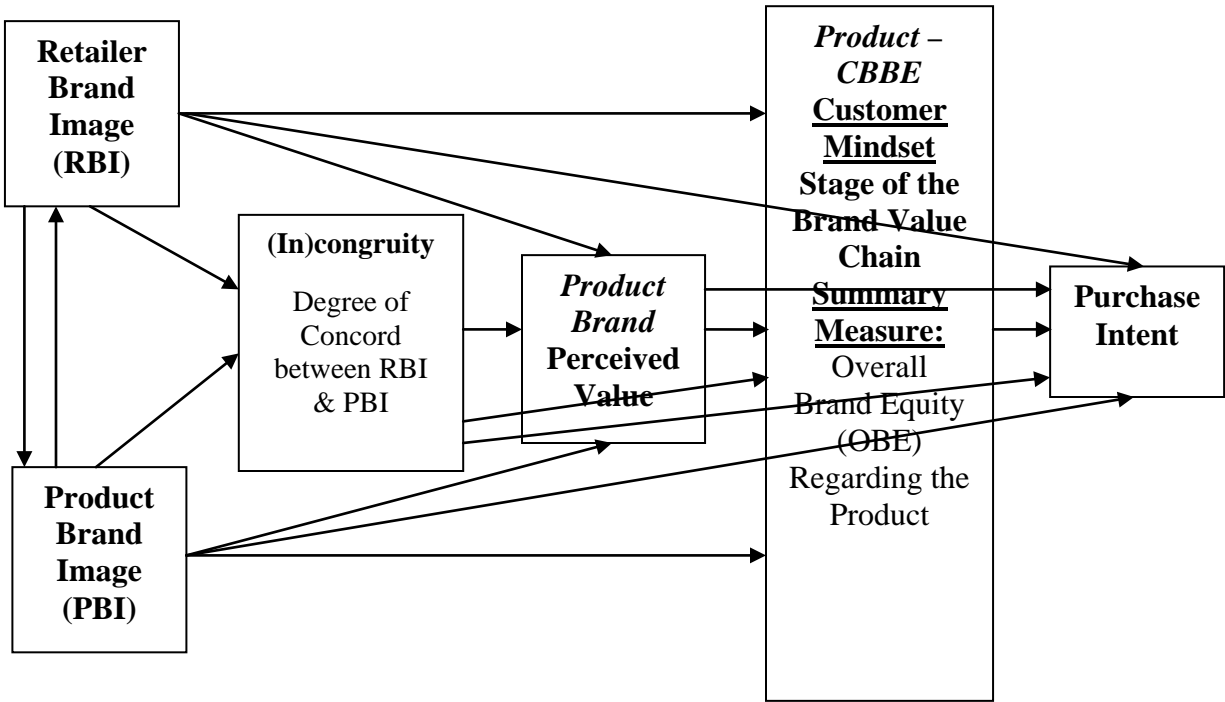 Retailer
Brand
Image
(RBI)
Product
Brand
Image
(PBI)
(In)congruity
Degree of
Concord
between RBI
& PBI
Product
Brand
Perceived
Value
Product –
CBBE
Customer
Mindset
Stage of the
Brand Value
Chain
Summary
Measure:
Overall
Brand Equity
(OBE)
Regarding the
Product
Purchase
Intent